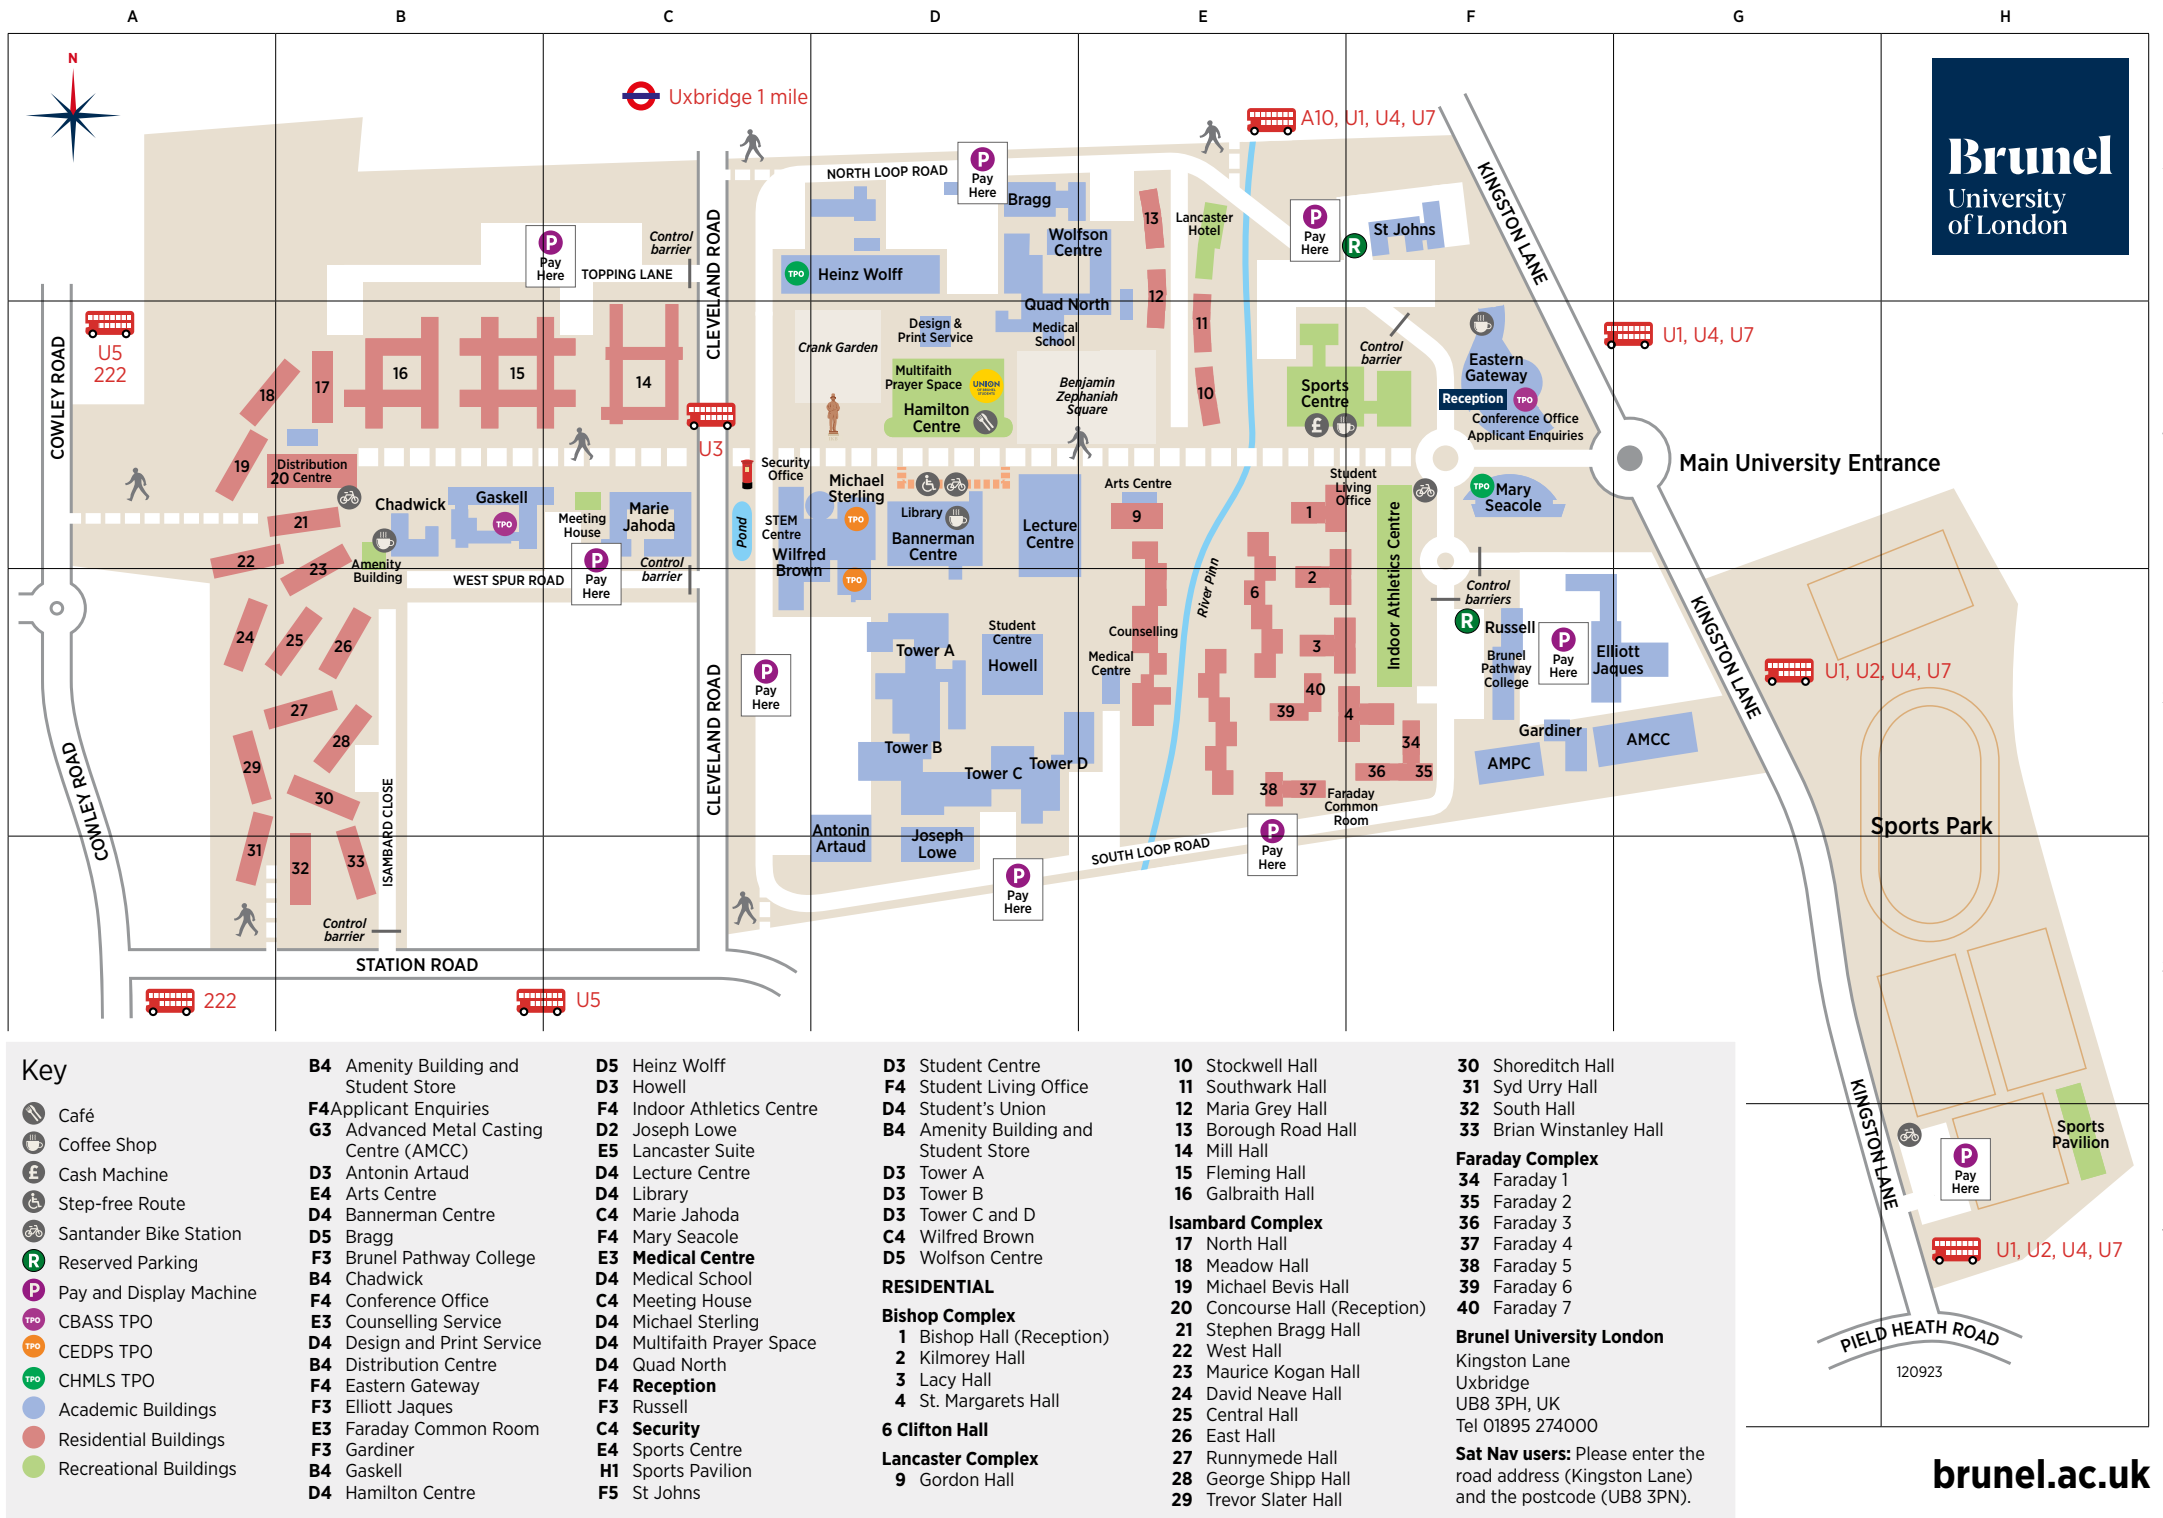 A B C D E F G H
N
Uxbridge 1 mile
A10, U1, U4, U7
Brunel
University
of London
NORTH LOOP ROAD
P
Pay
Here
Bragg
KINGSTON LANE
13
Lancaster
Hotel
P
Pay
Here
R
St Johns
Wolfson
Centre
P
Pay
Here
Control
barrier
TOPPING LANE
CLEVELAND ROAD
TPO
Heinz Wolff
12
Quad North
COWLEY ROAD
U5
222
Design &
Print Service
Medical
School
11
Crank Garden
Control
barrier
U1, U4, U7
Eastern
Gateway
18
17
16
15
14
Multifaith
Prayer Space
UNION
Benjamin
Zephaniah
Square
10
Sports
Centre
£
Reception
TPO
Hamilton
Centre
Conference Office
Applicant Enquiries
U3
Main University Entrance
19
Distribution
20 Centre
Security
Office
Michael
Sterling
Arts Centre
Student
Living
Office
TPO
Mary
Seacole
Chadwick
Gaskell
TPO
Meeting
House
Marie
Jahoda
Pond
STEM
Centre
TPO
Library
Bannerman
Centre
Lecture
Centre
9
1
21
22
23
Amenity
Building
WEST SPUR ROAD
P
Pay
Here
Control
barrier
Wilfred
Brown
TPO
River Pinn
6
2
Indoor Athletics Centre
Control
barriers
R
Russell
24
25
26
Tower A
Student
Centre
Howell
Counselling
Medical
Centre
3
Brunel
Pathway
College
P
Pay
Here
Elliott
Jaques
KINGSTON LANE
U1, U2, U4, U7
P
Pay
Here
CLEVELAND ROAD
27
28
40
39
4
34
Gardiner
AMCC
AMPC
Tower B
Tower C
Tower D
29
30
COWLEY ROAD
ISAMBARD CLOSE
38
37
36
35
Faraday
Common
Room
Sports Park
31
32
33
Antonin
Artaud
Joseph
Lowe
SOUTH LOOP ROAD
P
Pay
Here
P
Pay
Here
Control
barrier
STATION ROAD
222
U5
KINGSTON LANE
Sports
Pavilion
P
Pay
Here
U1, U2, U4, U7
PIELD HEATH ROAD
120923
Key
Café
Coffee Shop
£ Cash Machine
Step-free Route
Santander Bike Station
R Reserved Parking
P Pay and Display Machine
TPO CBASS TPO
TPO CEDPS TPO
TPO CHMLS TPO
Academic Buildings
Residential Buildings
Recreational Buildings
B4 Amenity Building and
Student Store
F4 Applicant Enquiries
G3 Advanced Metal Casting
Centre (AMCC)
D3 Antonin Artaud
E4 Arts Centre
D4 Bannerman Centre
D5 Bragg
F3 Brunel Pathway College
B4 Chadwick
F4 Conference Office
E3 Counselling Service
D4 Design and Print Service
B4 Distribution Centre
F4 Eastern Gateway
F3 Elliott Jaques
E3 Faraday Common Room
F3 Gardiner
B4 Gaskell
D4 Hamilton Centre
D5 Heinz Wolff
D3 Howell
F4 Indoor Athletics Centre
D2 Joseph Lowe
E5 Lancaster Suite
D4 Lecture Centre
D4 Library
C4 Marie Jahoda
F4 Mary Seacole
E3 Medical Centre
D4 Medical School
C4 Meeting House
D4 Michael Sterling
D4 Multifaith Prayer Space
D4 Quad North
F4 Reception
F3 Russell
C4 Security
E4 Sports Centre
H1 Sports Pavilion
F5 St Johns
D3 Student Centre
F4 Student Living Office
D4 Student’s Union
B4 Amenity Building and
Student Store
D3 Tower A
D3 Tower B
D3 Tower C and D
C4 Wilfred Brown
D5 Wolfson Centre
RESIDENTIAL
Bishop Complex
1 Bishop Hall (Reception)
2 Kilmorey Hall
3 Lacy Hall
4 St. Margarets Hall
6 Clifton Hall
Lancaster Complex
9 Gordon Hall
10 Stockwell Hall
11 Southwark Hall
12 Maria Grey Hall
13 Borough Road Hall
14 Mill Hall
15 Fleming Hall
16 Galbraith Hall
Isambard Complex
17 North Hall
18 Meadow Hall
19 Michael Bevis Hall
20 Concourse Hall (Reception)
21 Stephen Bragg Hall
22 West Hall
23 Maurice Kogan Hall
24 David Neave Hall
25 Central Hall
26 East Hall
27 Runnymede Hall
28 George Shipp Hall
29 Trevor Slater Hall
30 Shoreditch Hall
31 Syd Urry Hall
32 South Hall
33 Brian Winstanley Hall
Faraday Complex
34 Faraday 1
35 Faraday 2
36 Faraday 3
37 Faraday 4
38 Faraday 5
39 Faraday 6
40 Faraday 7
Brunel University London
Kingston Lane
Uxbridge
UB8 3PH, UK
Tel 01895 274000
Sat Nav users: Please enter the
road address (Kingston Lane)
and the postcode (UB8 3PN).
brunel.ac.uk